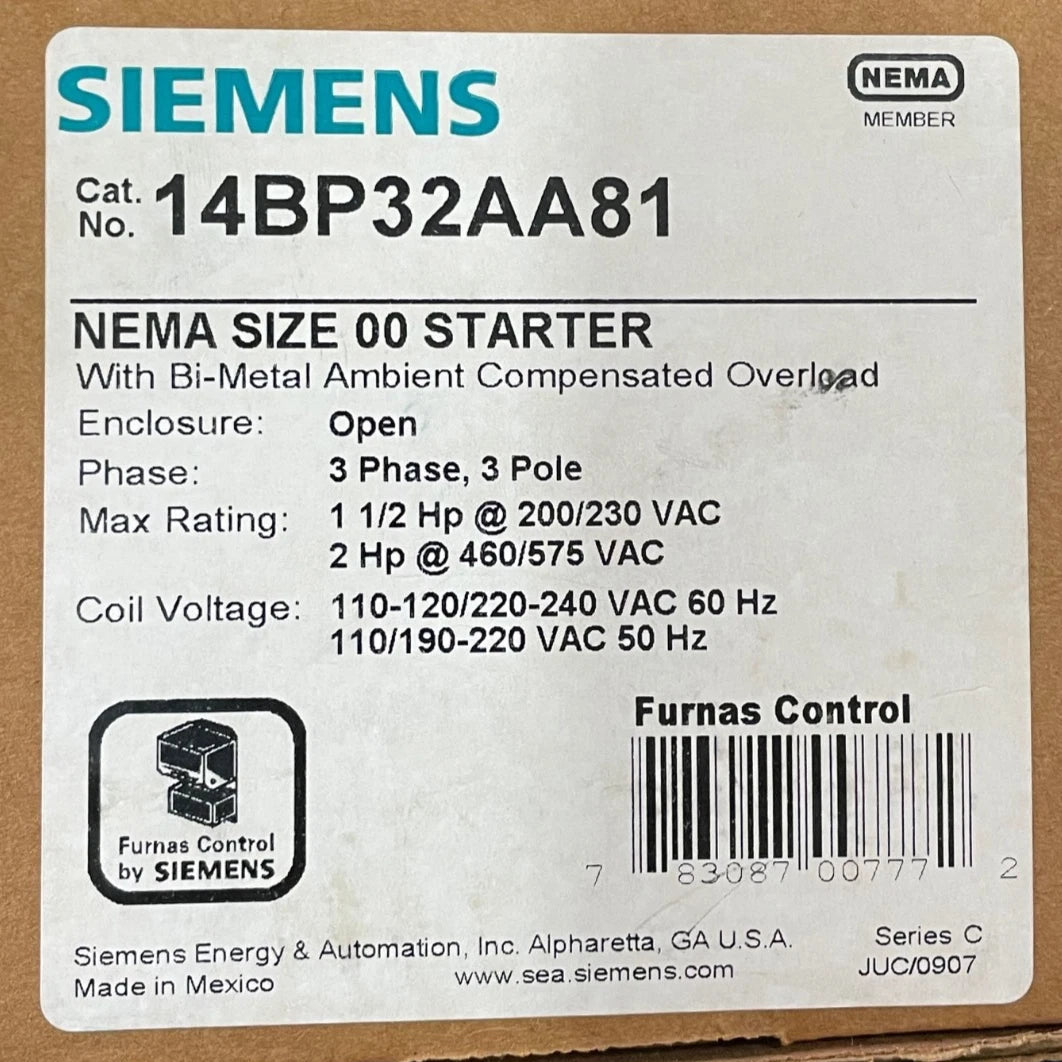 SIEMENS
NEMA
MEMBER
Cat. No. 14BP32AA81
NEMA SIZE 00 STARTER
With Bi-Metal Ambient Compensated Overload
Enclosure: Open
Phase: 3 Phase, 3 Pole
Max Rating: 1 1/2 Hp @ 200/230 VAC
2 Hp @ 460/575 VAC
Coil Voltage: 110-120/220-240 VAC 60 Hz
110/190-220 VAC 50 Hz
Furnas Control
by SIEMENS
Furnas Control
7 83087 00777 2
Siemens Energy & Automation, Inc. Alpharetta, GA U.S.A.
Made in Mexico
www.sea.siemens.com
Series C
JUC/0907